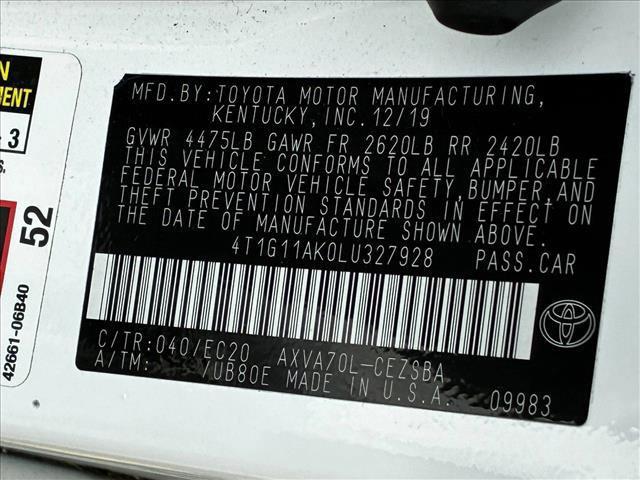 MFD. BY: TOYOTA MOTOR MANUFACTURING,
KENTUCKY, INC. 12/19
GVWR 4475LB GAWR FR 2620LB RR 2420LB
THIS VEHICLE CONFORMS TO ALL APPLICABLE
FEDERAL MOTOR VEHICLE SAFETY, BUMPER, AND
THEFT PREVENTION STANDARDS IN EFFECT ON
THE DATE OF MANUFACTURE SHOWN ABOVE.
4T1G11AK0LU327928 PASS.CAR
C/TR:040/EC20 AXVA70L-CEZSBA
A/TM: /UB80E MADE IN U.S.A. 09983
52
42661-06B40
3